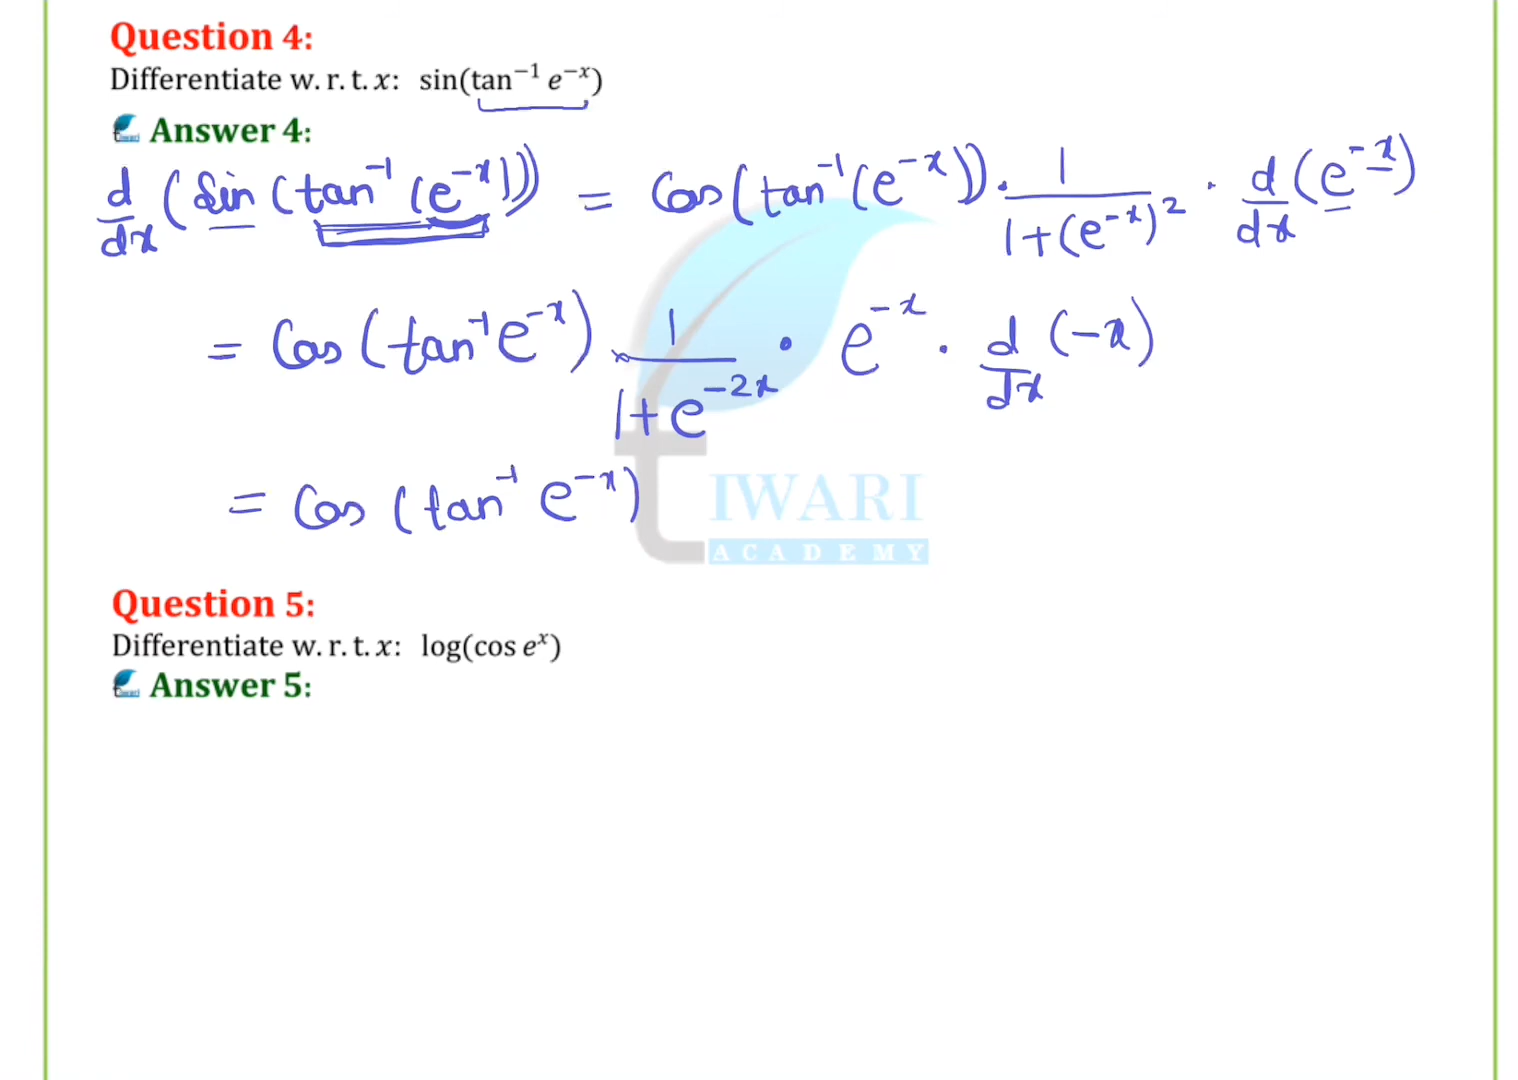 Question 4:
Differentiate w. r. t. x: sin(tan⁻¹ e⁻ˣ)
Answer 4:
d/dx (Sin (tan⁻¹ (e⁻ˣ))) = Cos(tan⁻¹(e⁻ˣ)) · 1/(1+(e⁻ˣ)²) · d/dx (e⁻ˣ)
= Cos (tan⁻¹e⁻ˣ) × 1/(1+e⁻²ˣ) · e⁻ˣ · d/dx (-x)
= Cos (tan⁻¹ e⁻ˣ)
tIWARI
ACADEMY
Question 5:
Differentiate w. r. t. x: log(cos eˣ)
Answer 5: